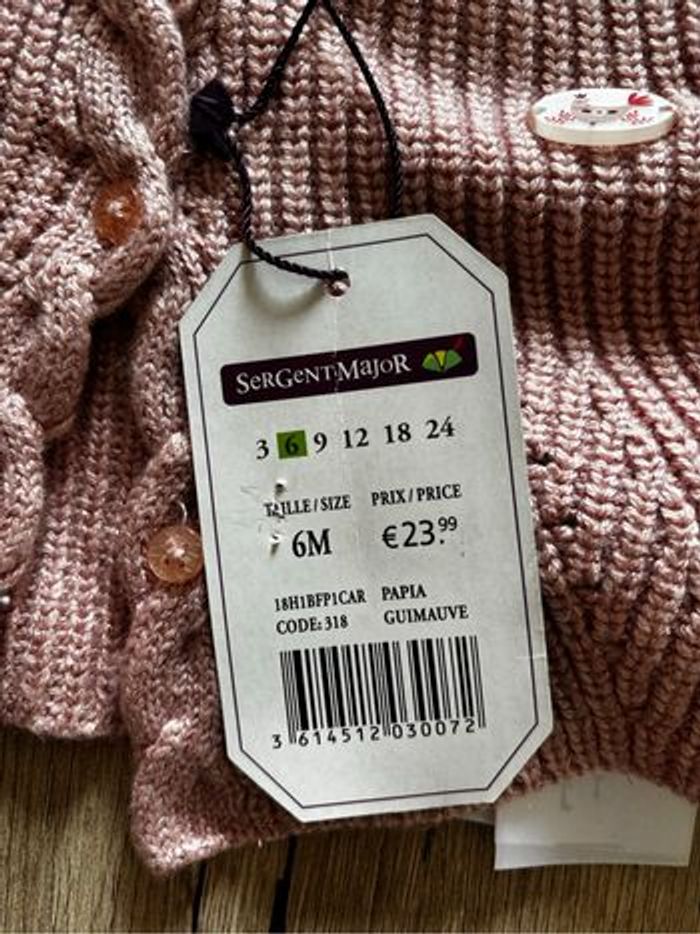 SERGENT MAJOR
3 6 9 12 18 24
TAILLE / SIZE PRIX / PRICE
6M €23.99
18H1BFP1CAR PAPIA
CODE: 318 GUIMAUVE
3 614512 030072